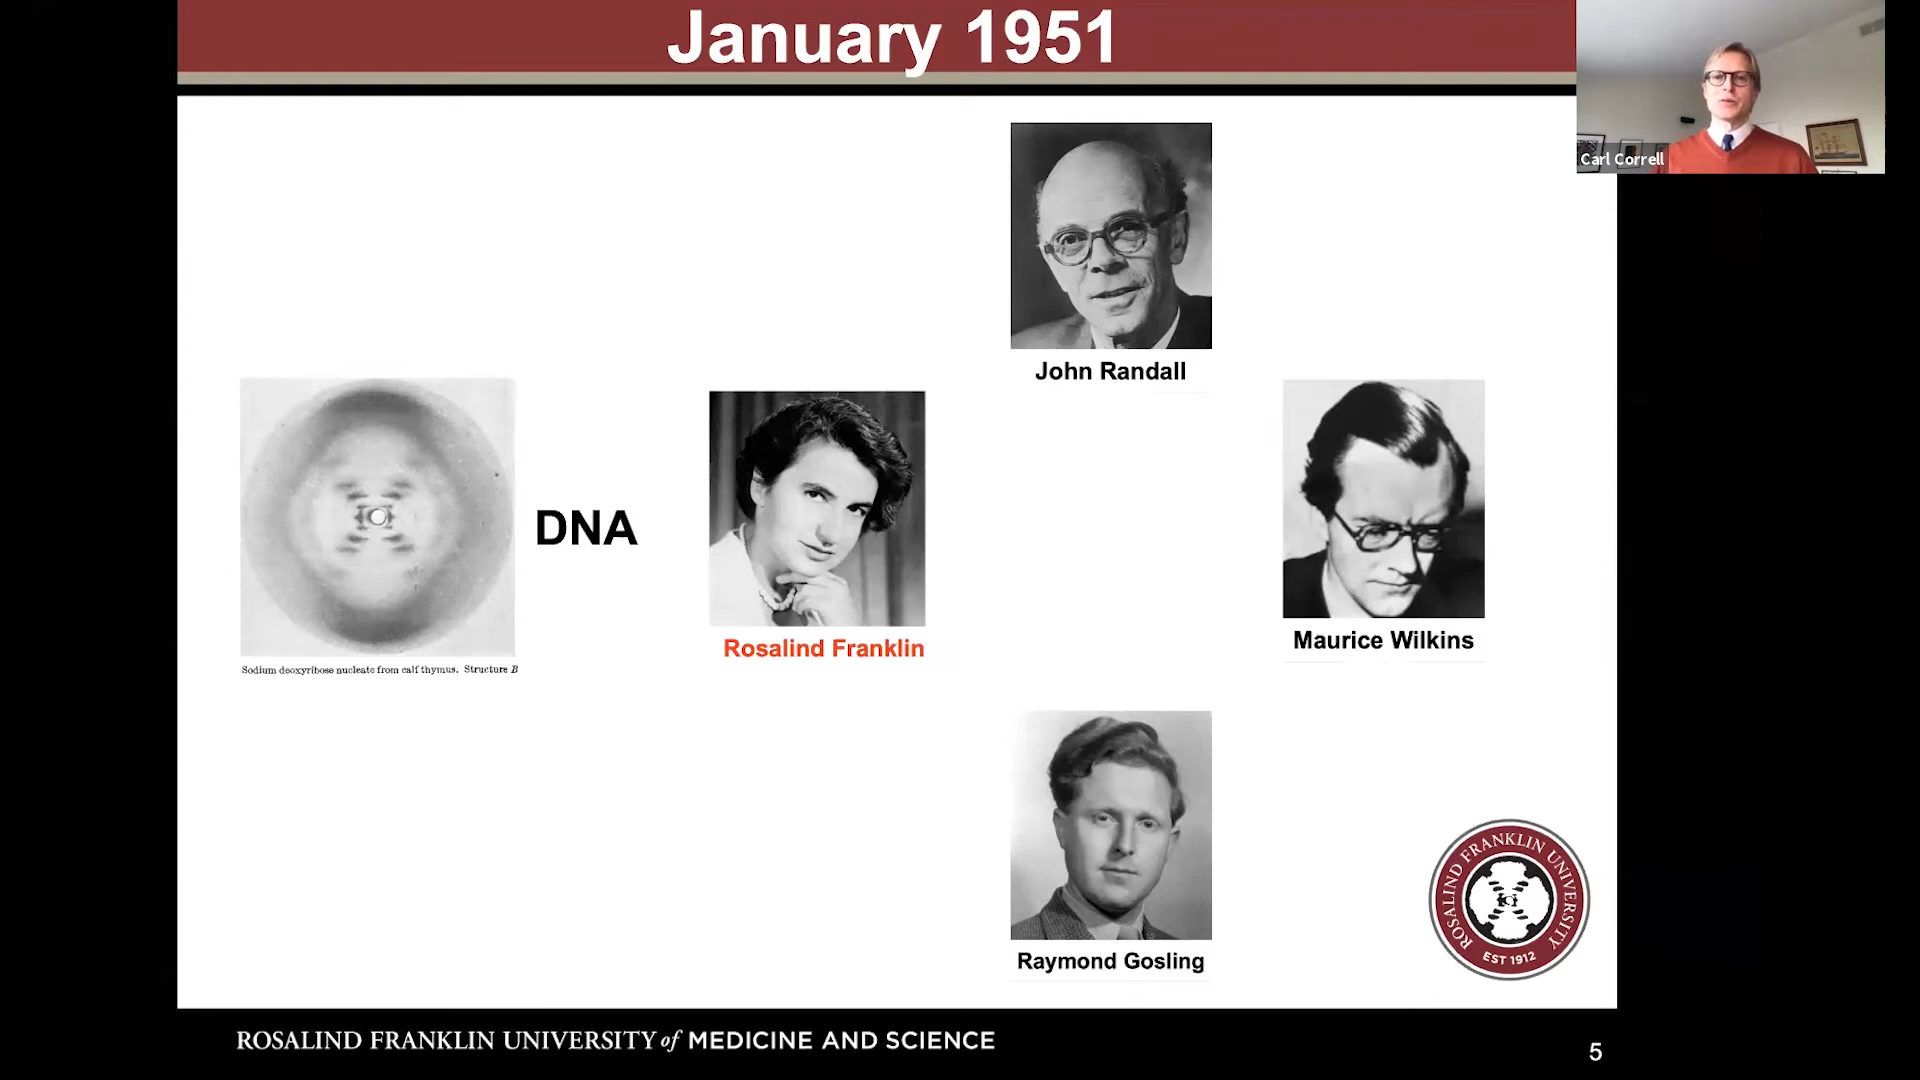 January 1951
Carl Correll
John Randall
DNA
Rosalind Franklin
Maurice Wilkins
Sodium deoxyribose nucleate from calf thymus. Structure B
Raymond Gosling
ROSALIND FRANKLIN UNIVERSITY
EST 1912
ROSALIND FRANKLIN UNIVERSITY of MEDICINE AND SCIENCE
5